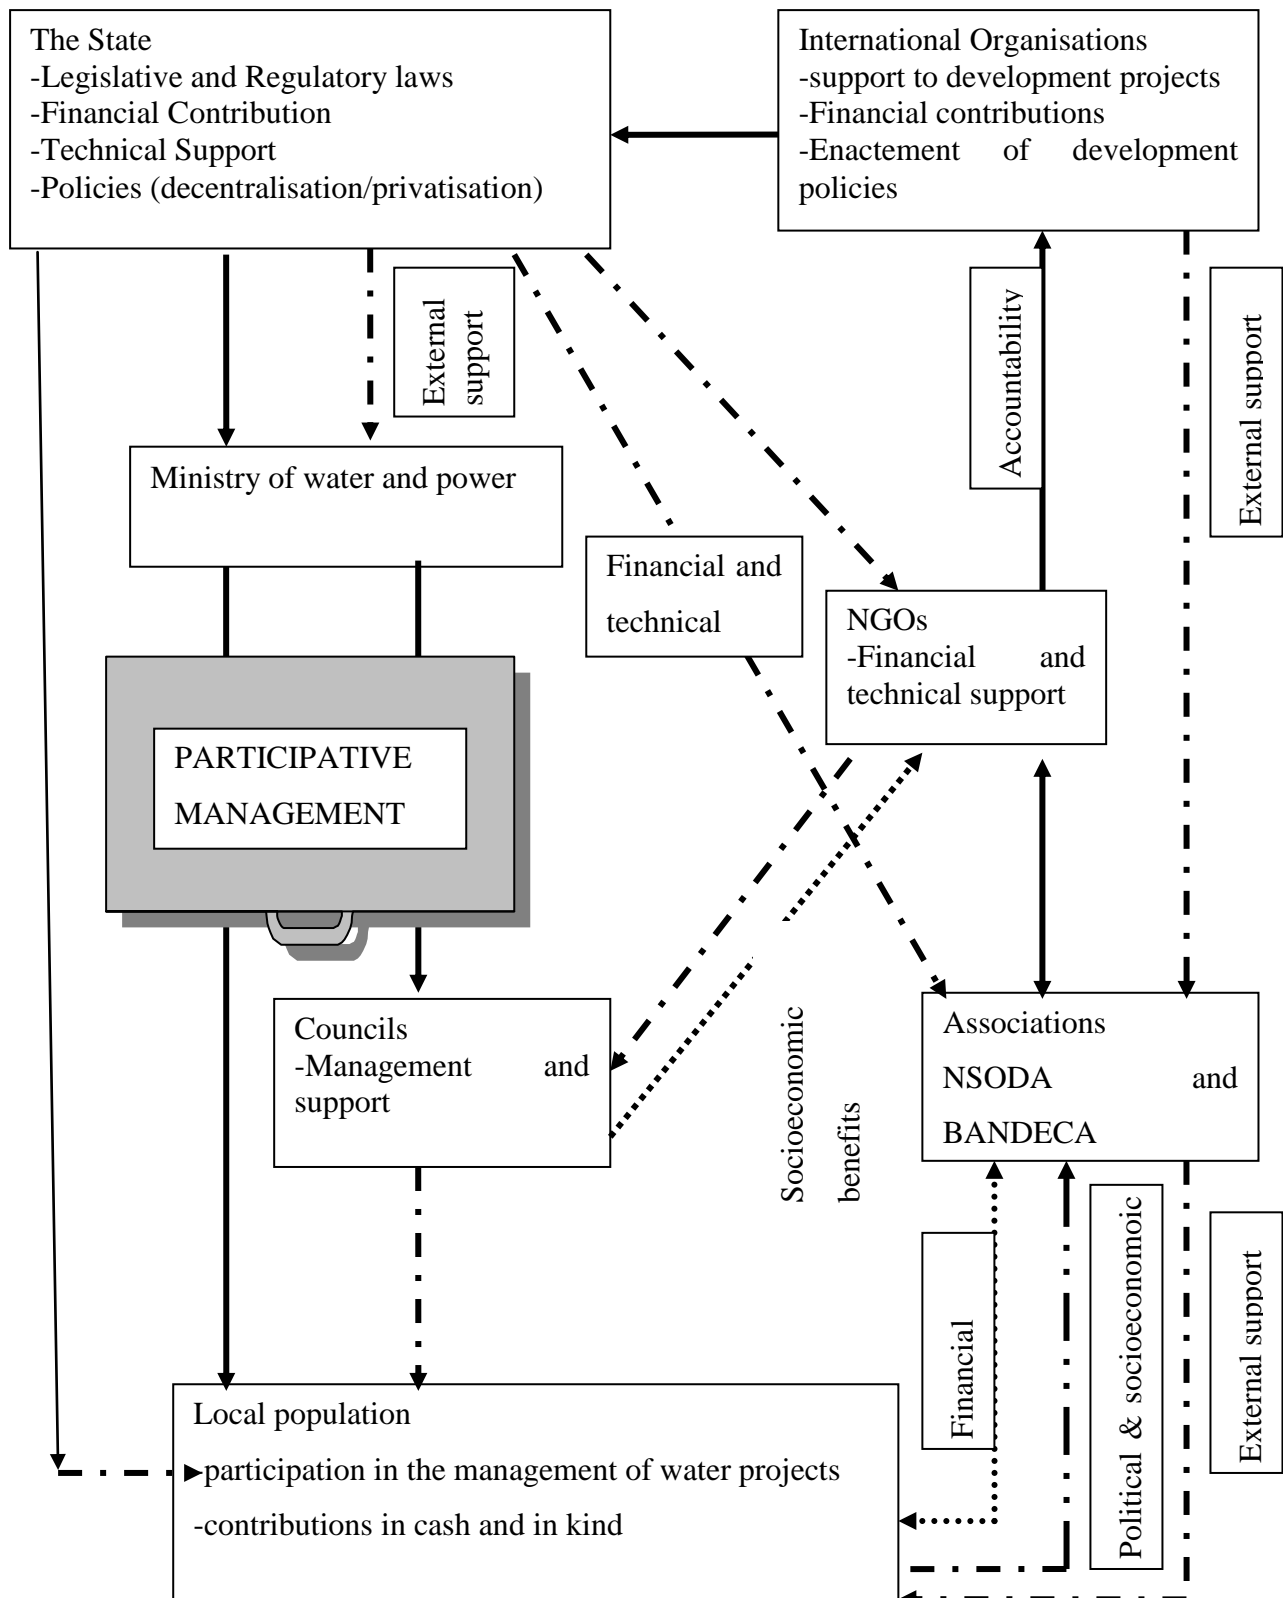 The State
-Legislative and Regulatory laws
-Financial Contribution
-Technical Support
-Policies (decentralisation/privatisation)
International Organisations
-support to development projects
-Financial contributions
-Enactement of development
policies
External
support
Accountability
External support
Ministry of water and power
Financial and
technical
NGOs
-Financial and
technical support
PARTICIPATIVE
MANAGEMENT
Councils
-Management and
support
Socioeconomic
benefits
Associations
NSODA and
BANDECA
Financial
Political & socioeconomoic
External support
Local population
-participation in the management of water projects
-contributions in cash and in kind